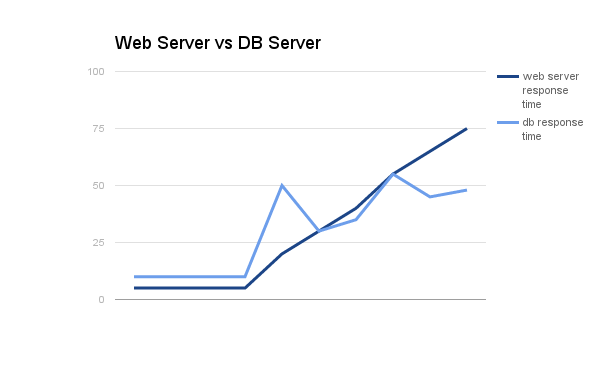 Web Server vs DB Server
100
75
50
25
0
web server
response
time
db response
time